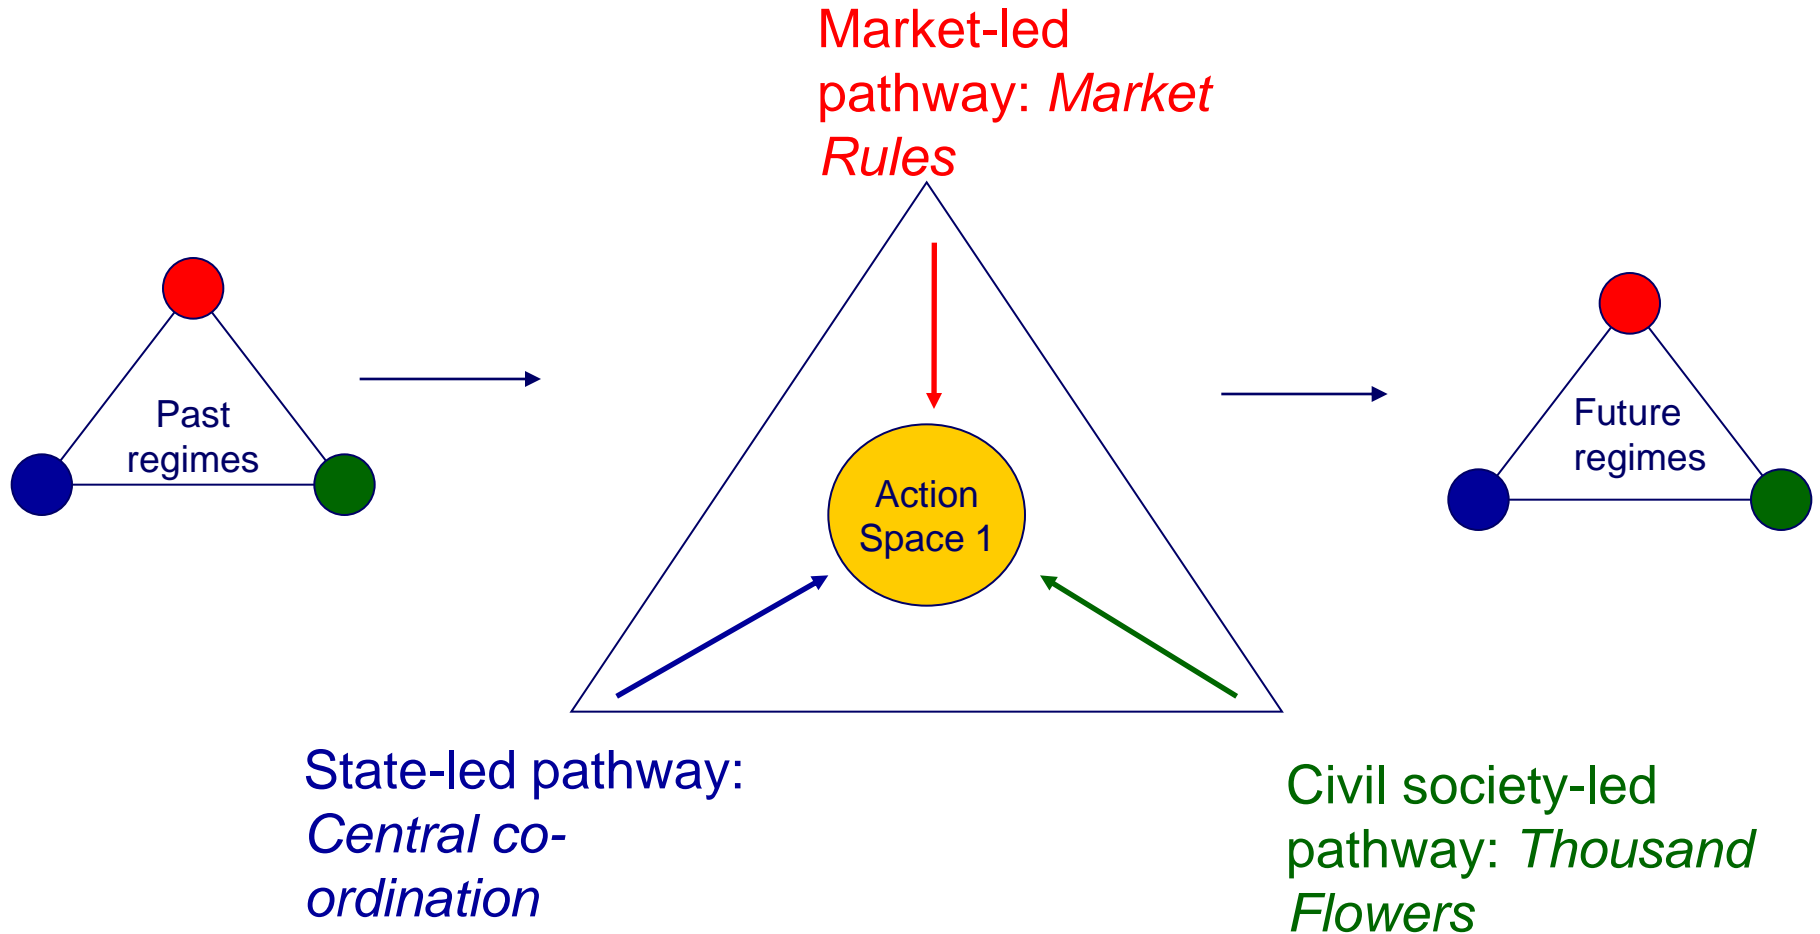 Market-led
pathway: Market
Rules
Past
regimes
Action
Space 1
Future
regimes
State-led pathway:
Central co-
ordination
Civil society-led
pathway: Thousand
Flowers